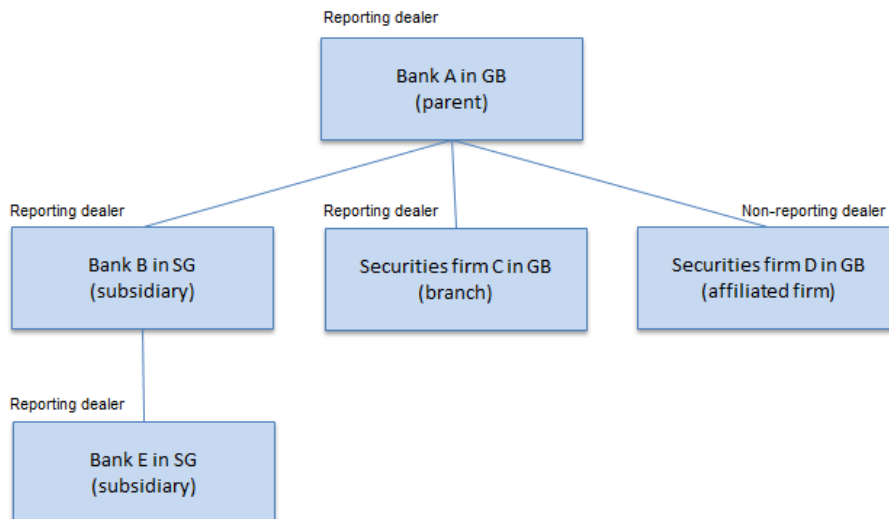 Reporting dealer
Bank A in GB
(parent)
Reporting dealer
Bank B in SG
(subsidiary)
Reporting dealer
Securities firm C in GB
(branch)
Non-reporting dealer
Securities firm D in GB
(affiliated firm)
Reporting dealer
Bank E in SG
(subsidiary)